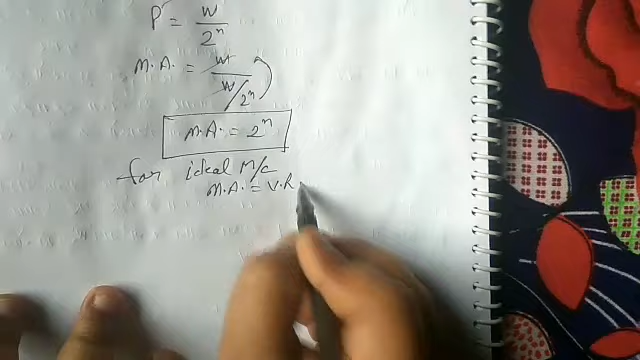 P = W/2ⁿ
M.A. = W/(W/2ⁿ)
M.A. = 2ⁿ
for ideal M/C
M.A. = V.R